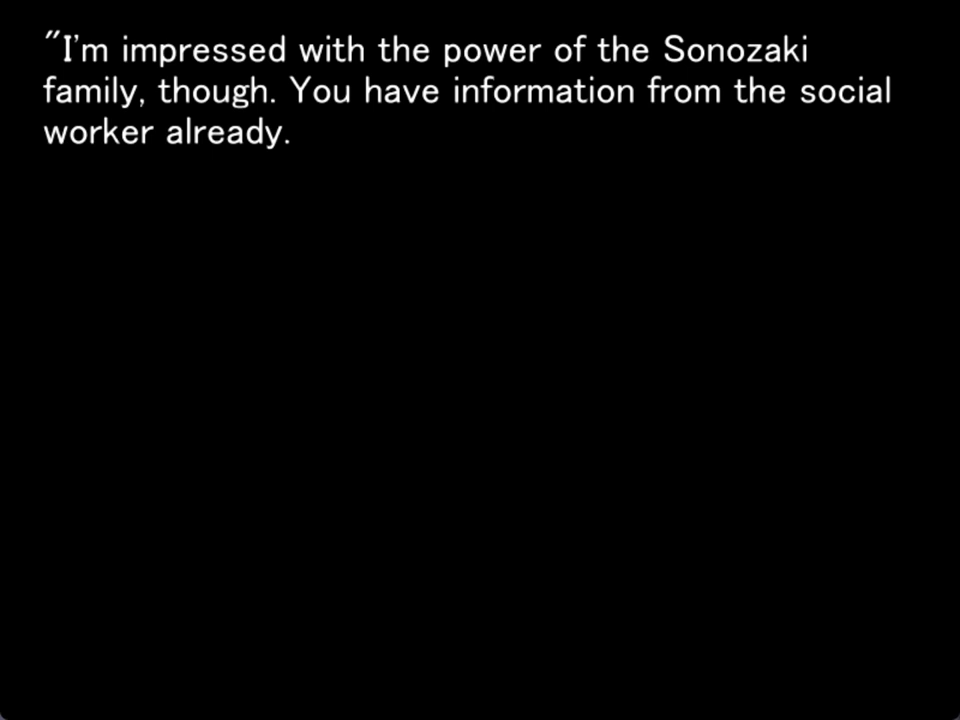 "I'm impressed with the power of the Sonozaki
family, though. You have information from the social
worker already.